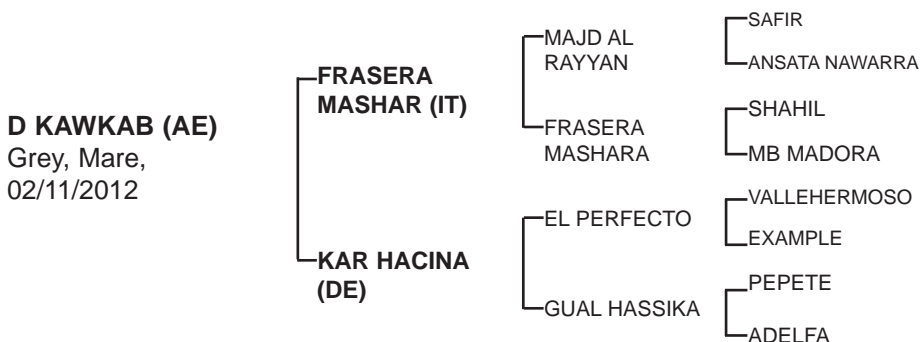 D KAWKAB (AE)
Grey, Mare,
02/11/2012
FRASERA
MASHAR (IT)
KAR HACINA
(DE)
MAJD AL
RAYYAN
FRASERA
MASHARA
EL PERFECTO
GUAL HASSIKA
SAFIR
ANSATA NAWARRA
SHAHIL
MB MADORA
VALLEHERMOSO
EXAMPLE
PEPETE
ADELFA